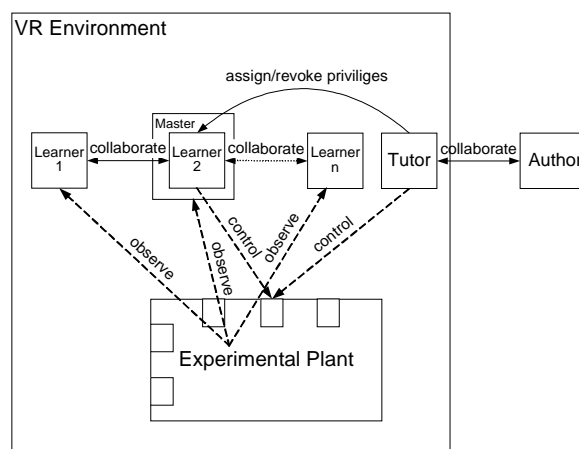 VR Environment
assign/revoke priviliges
Master
Learner
1
collaborate
Learner
2
collaborate
Learner
n
Tutor
collaborate
Author
observe
observe
control
observe
control
Experimental Plant